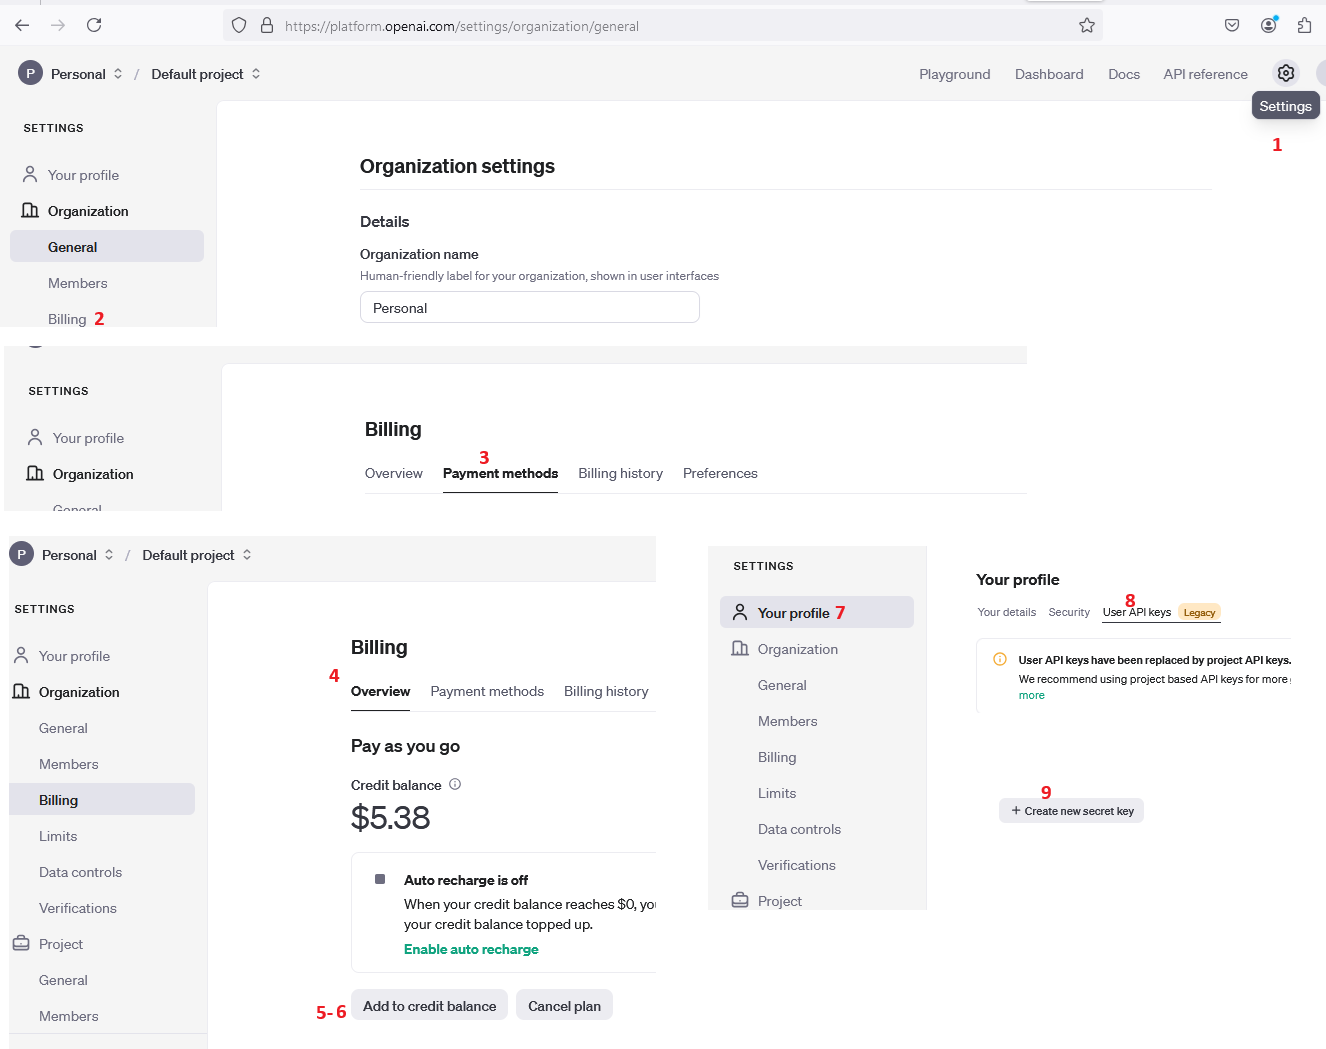 https://platform.openai.com/settings/organization/general
P Personal / Default project
Playground Dashboard Docs API reference
Settings
1
SETTINGS
Your profile
Organization
General
Members
Billing 2
Organization settings
Details
Organization name
Human-friendly label for your organization, shown in user interfaces
Personal
SETTINGS
Your profile
Organization
General
Billing
3
Overview Payment methods Billing history Preferences
P Personal / Default project
SETTINGS
Your profile
Organization
General
Members
Billing
Limits
Data controls
Verifications
Project
General
Members
Billing
4
Overview Payment methods Billing history
Pay as you go
Credit balance
$5.38
Auto recharge is off
When your credit balance reaches $0, you
your credit balance topped up.
Enable auto recharge
5-6 Add to credit balance Cancel plan
SETTINGS
Your profile 7
Organization
General
Members
Billing
Limits
Data controls
Verifications
Project
Your profile
8
Your details Security User API keys Legacy
User API keys have been replaced by project API keys.
We recommend using project based API keys for more
more
9
+ Create new secret key